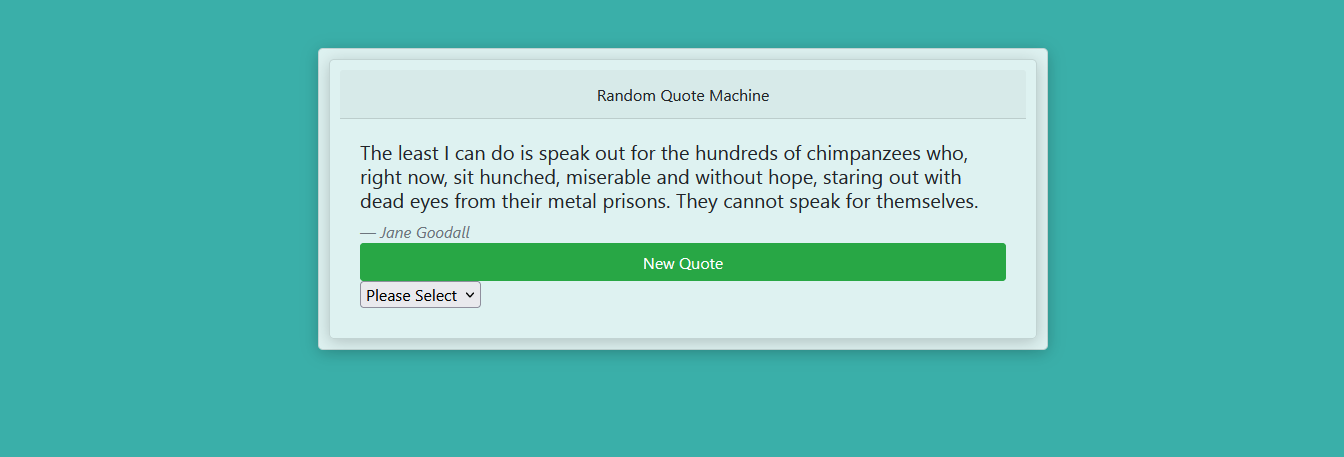 Random Quote Machine
The least I can do is speak out for the hundreds of chimpanzees who,
right now, sit hunched, miserable and without hope, staring out with
dead eyes from their metal prisons. They cannot speak for themselves.
— Jane Goodall
New Quote
Please Select